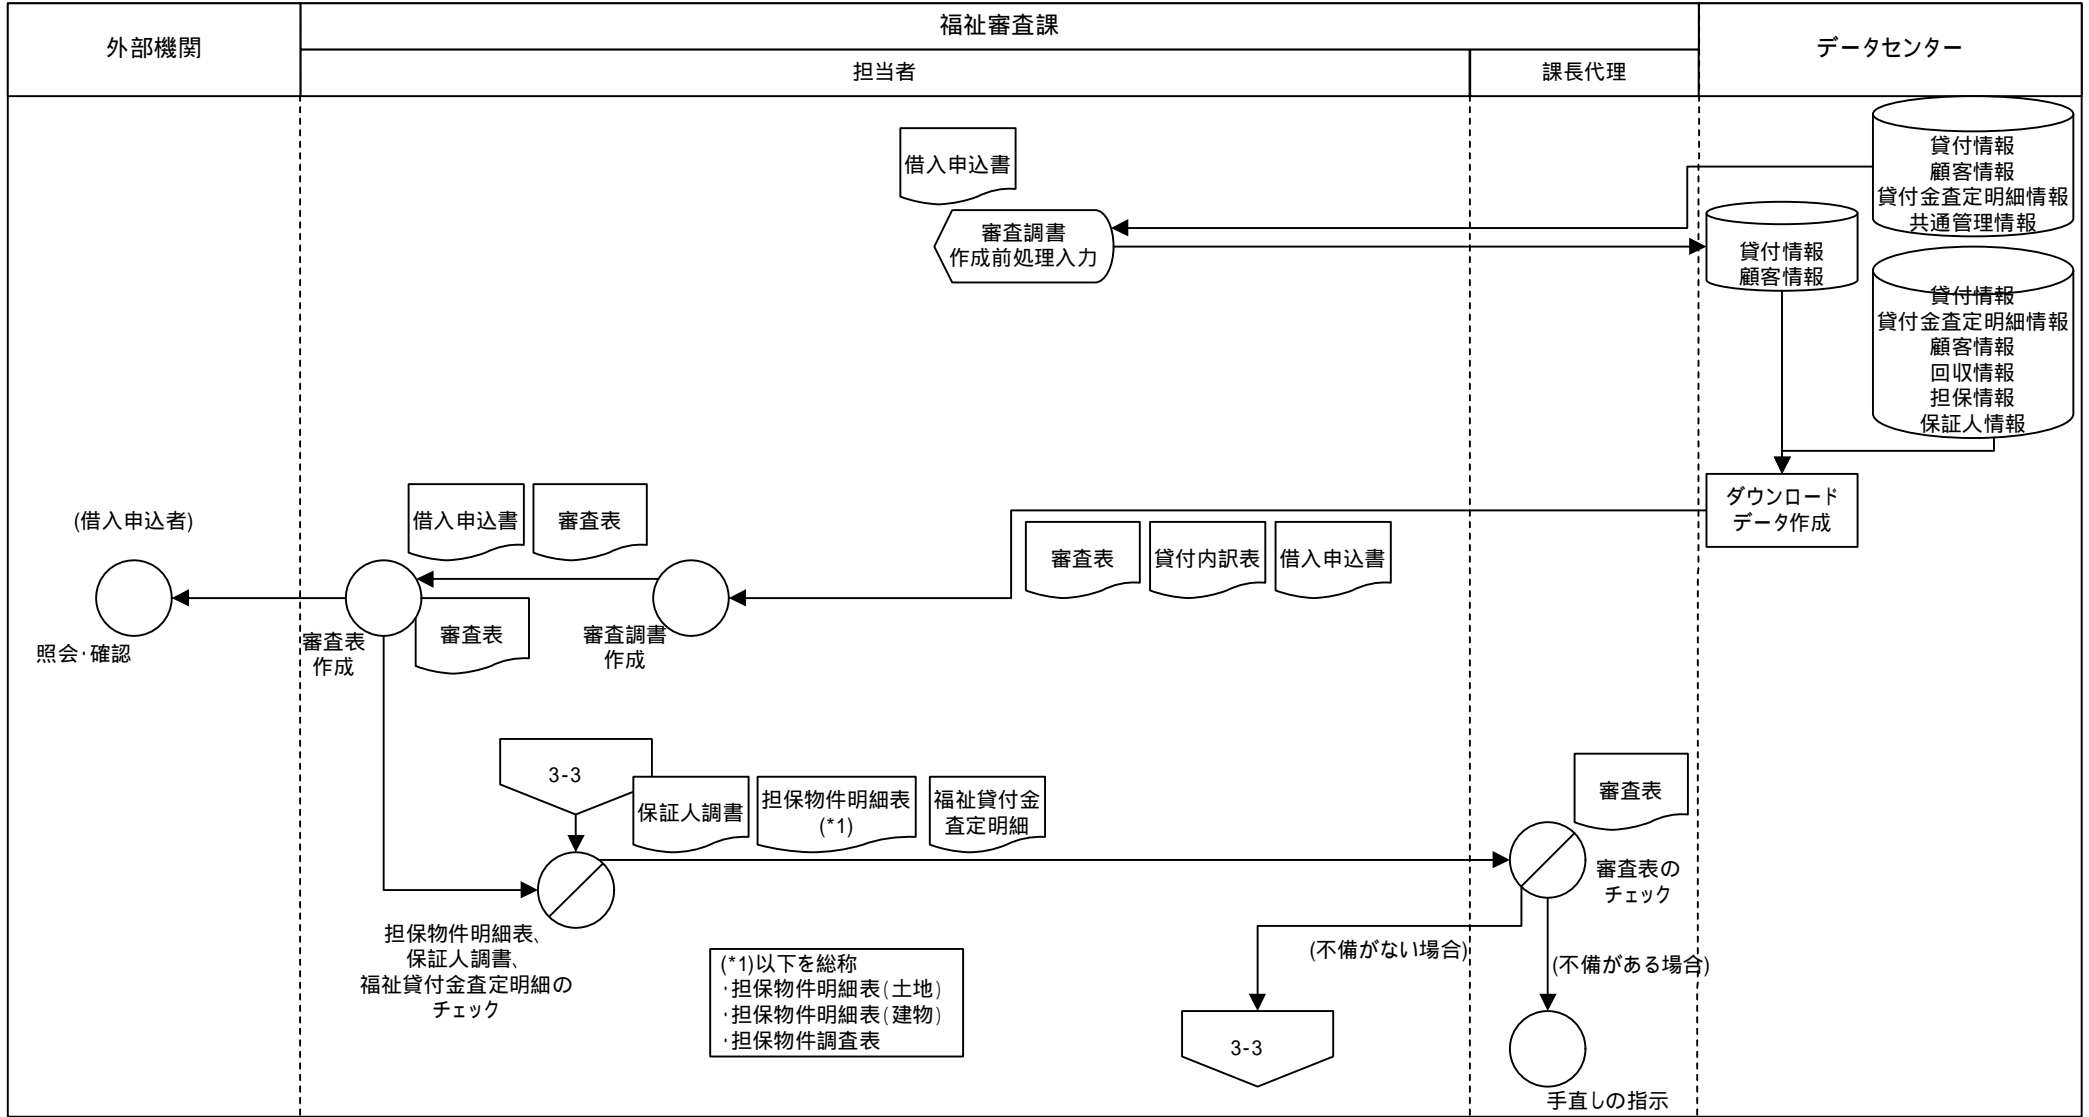 外部機関
福祉審査課
担当者
課長代理
データセンター
借入申込書
審査調書
作成前処理入力
貸付情報
顧客情報
貸付金査定明細情報
共通管理情報
貸付情報
顧客情報
貸付情報
貸付金査定明細情報
顧客情報
回収情報
担保情報
保証人情報
ダウンロード
データ作成
(借入申込者)
照会・確認
借入申込書
審査表
審査表
作成
審査表
審査調書
作成
審査表
貸付内訳表
借入申込書
3-3
保証人調書
担保物件明細表
(*1)
福祉貸付金
査定明細
担保物件明細表、
保証人調書、
福祉貸付金査定明細の
チェック
(*1)以下を総称
・担保物件明細表(土地)
・担保物件明細表(建物)
・担保物件調査表
審査表
審査表の
チェック
(不備がない場合)
(不備がある場合)
3-3
手直しの指示